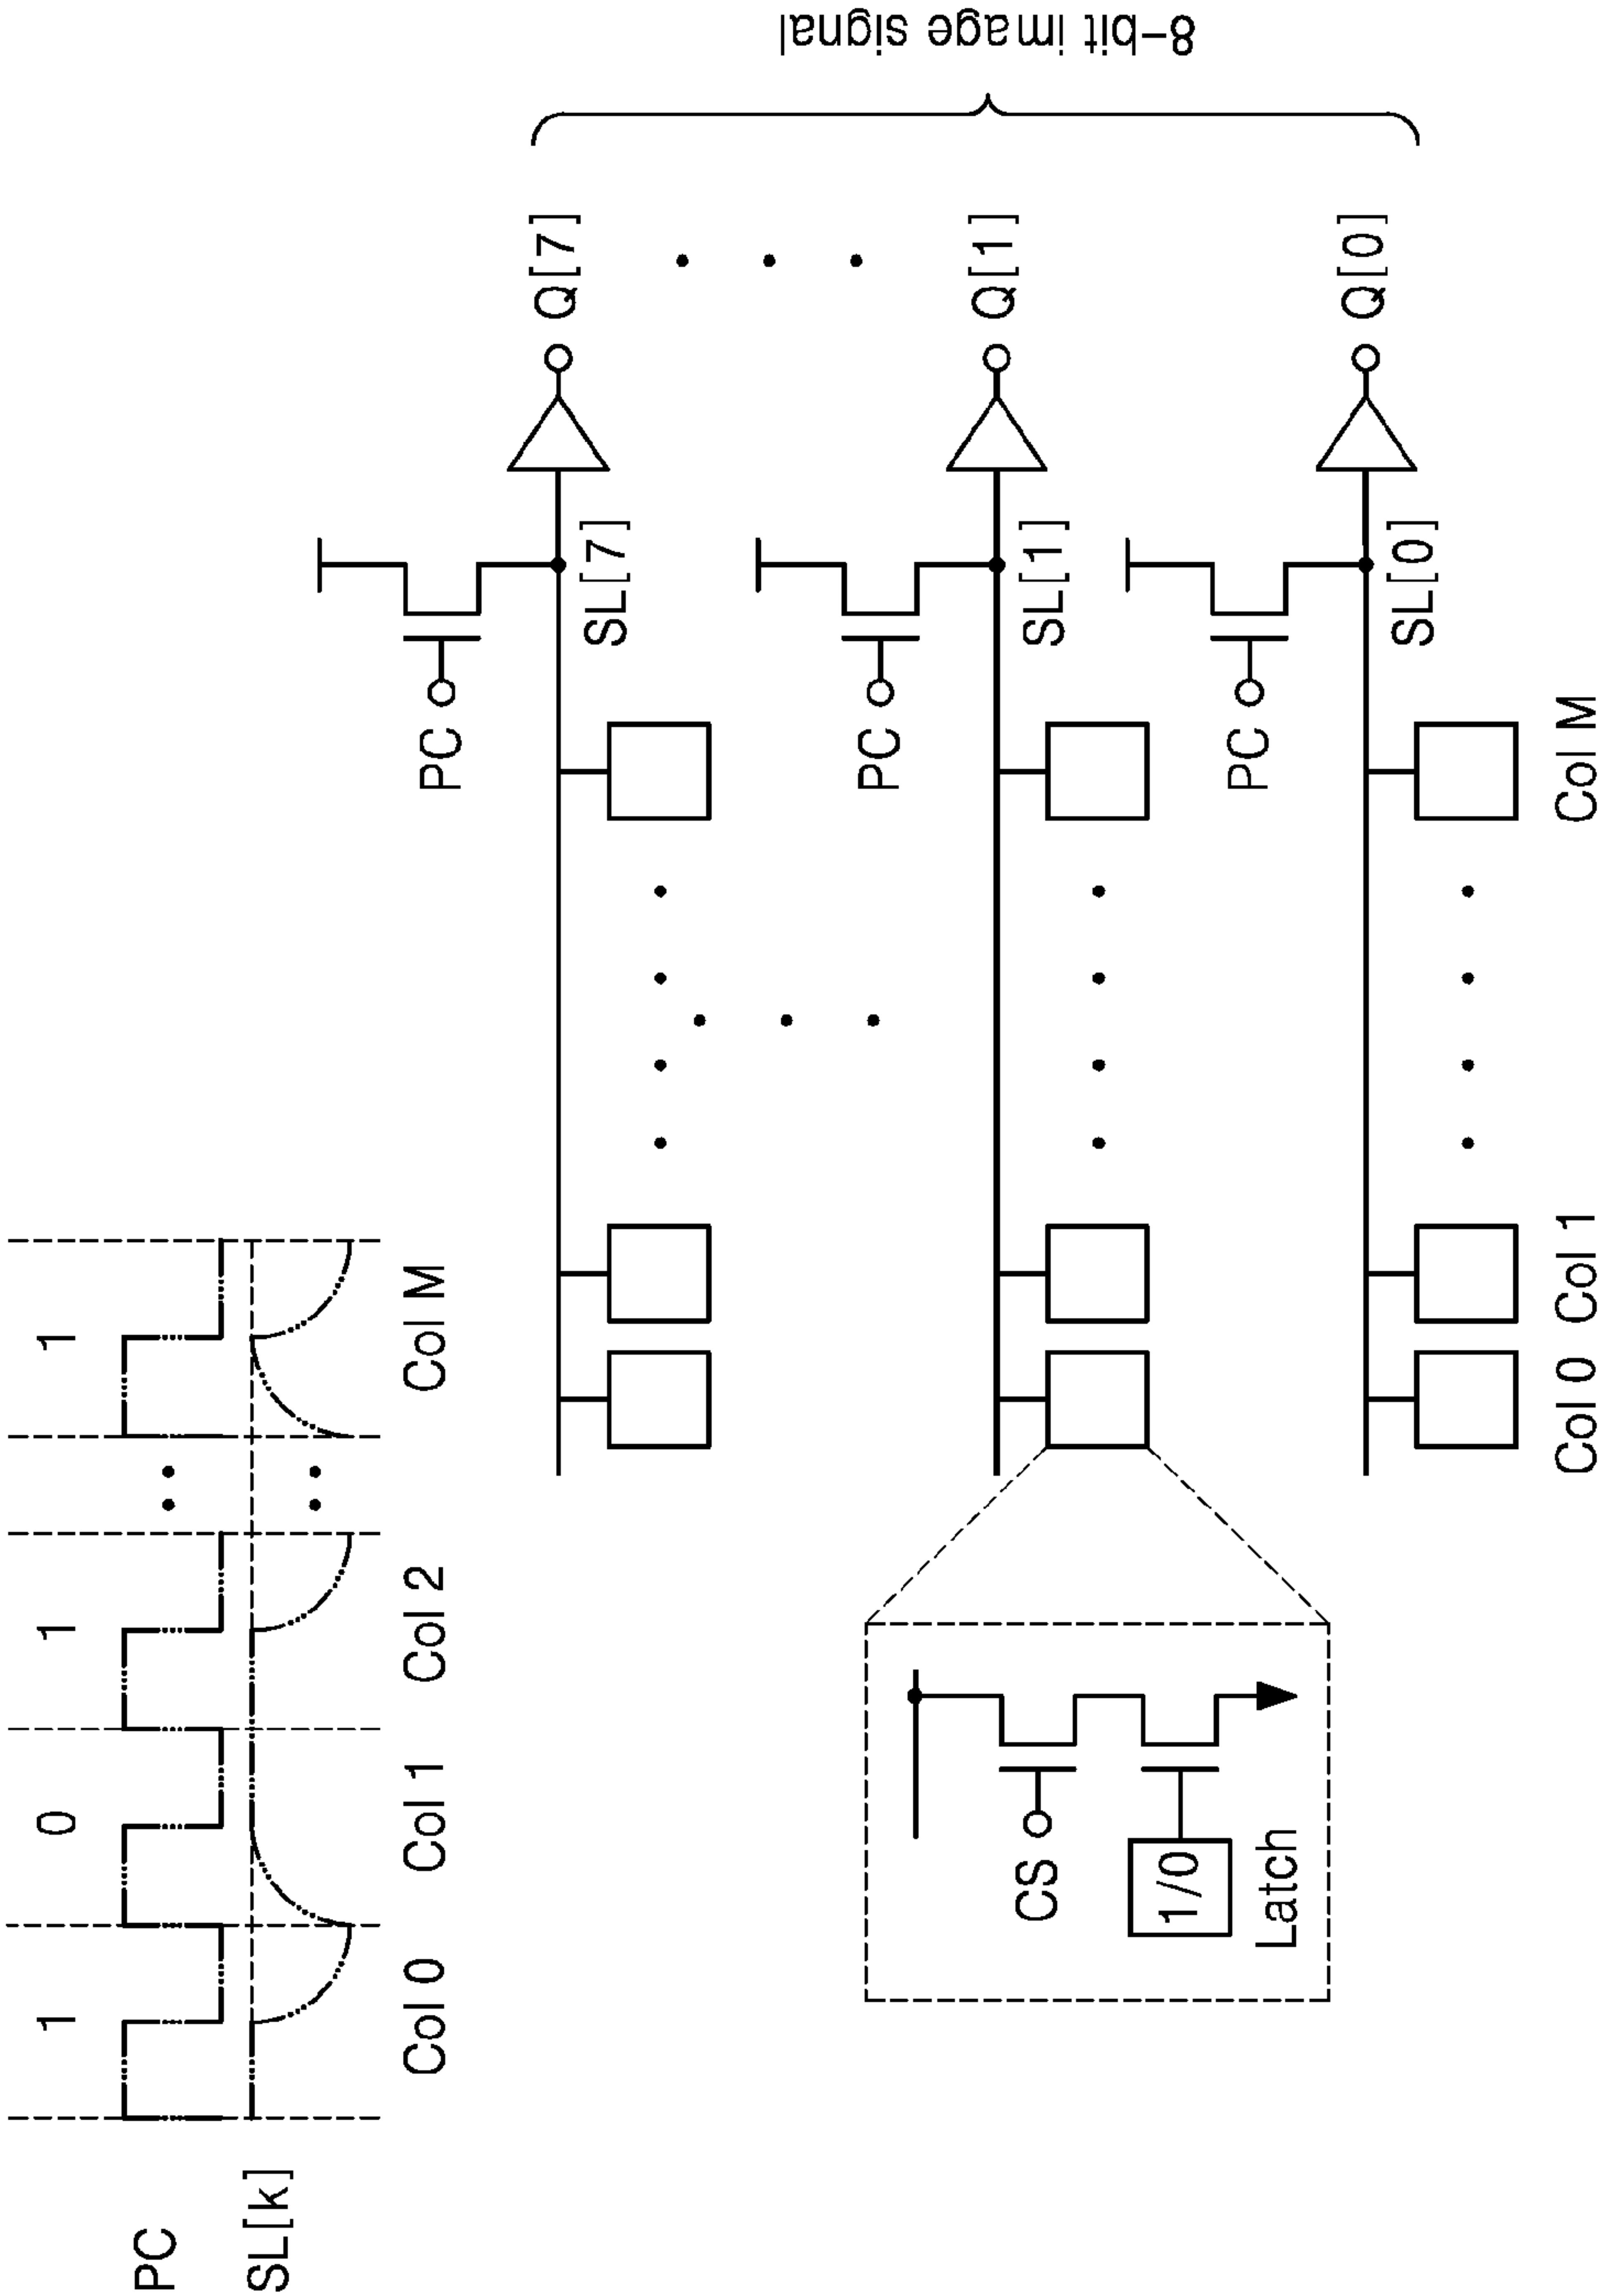 1 0 1 1
PC
SL[k]
Col 0 Col 1 Col 2 Col M
PC
SL[7]
Q[7]
CS
1/0
Latch
PC
SL[1]
Q[1]
PC
SL[0]
Q[0]
Col 0 Col 1 Col M
8-bit image signal